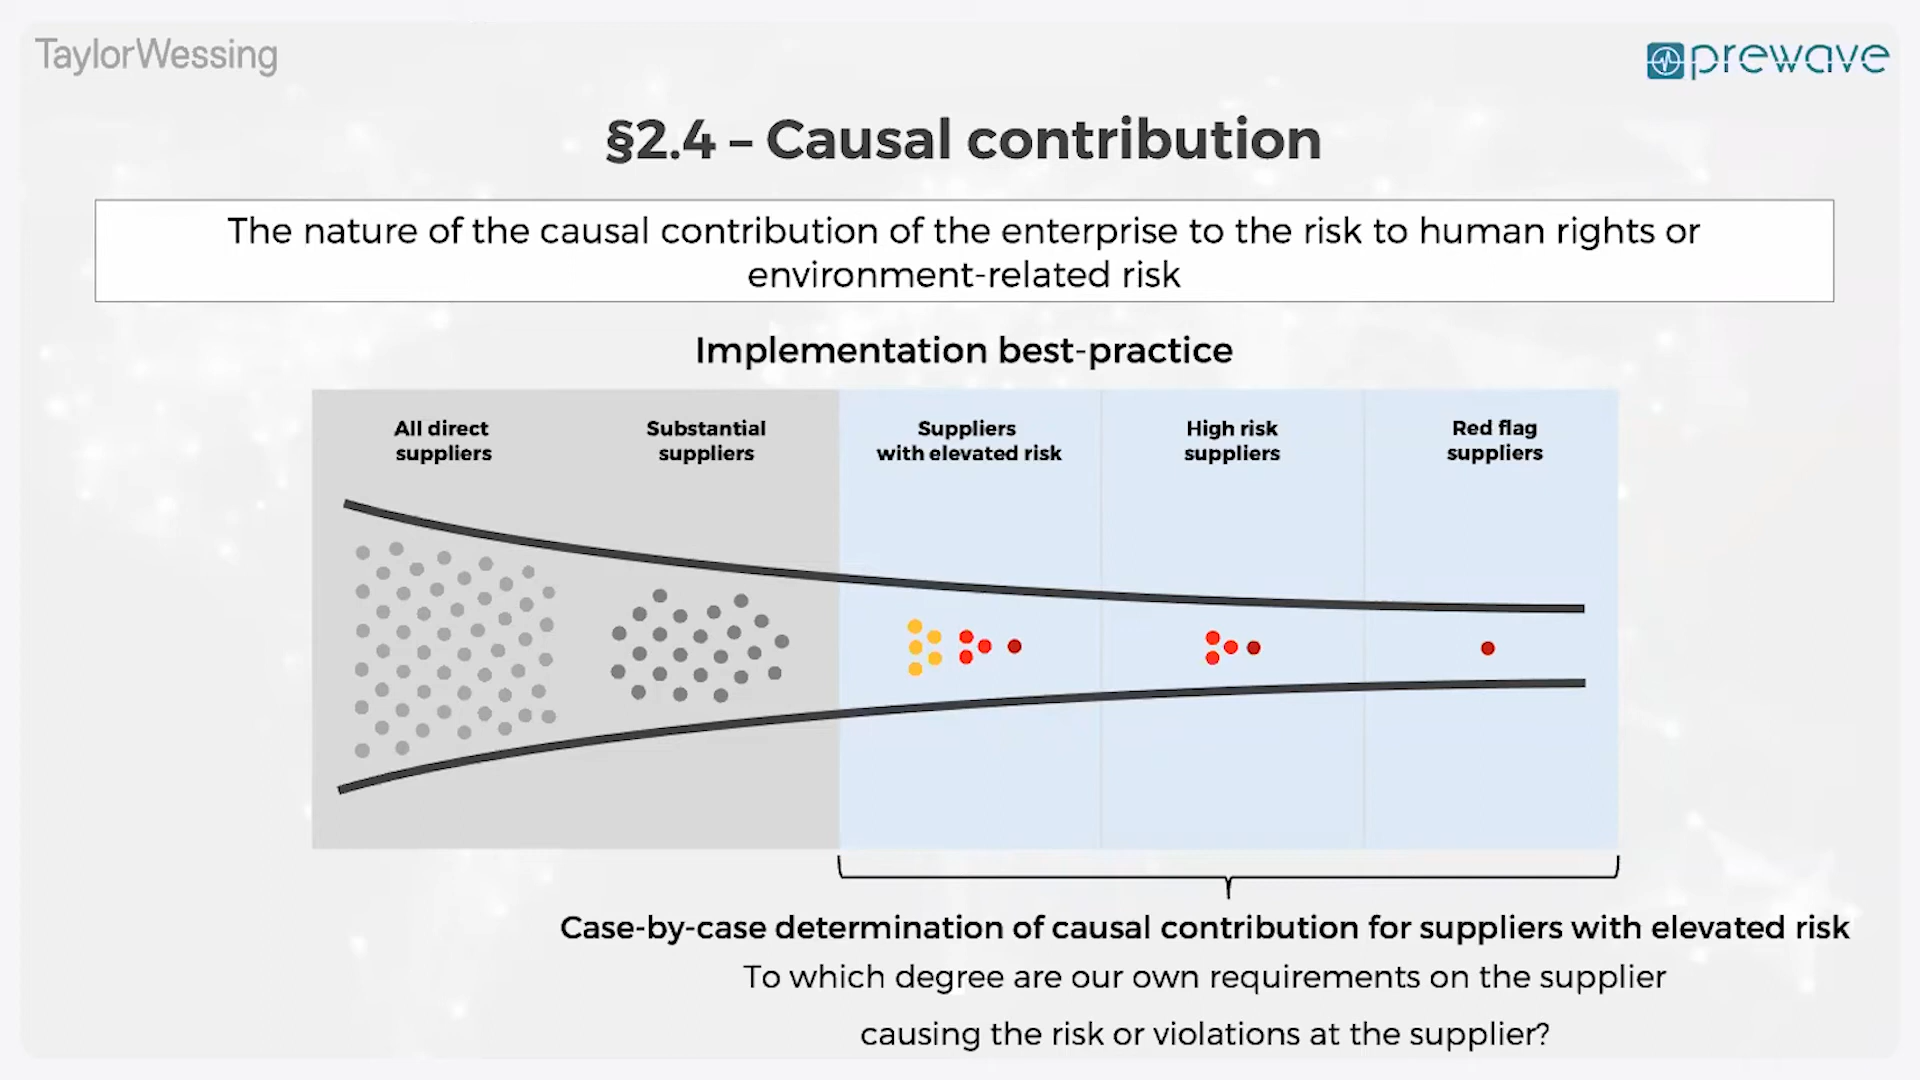 TaylorWessing
prewave
§2.4 – Causal contribution
The nature of the causal contribution of the enterprise to the risk to human rights or
environment-related risk
Implementation best-practice
All direct
suppliers
Substantial
suppliers
Suppliers
with elevated risk
High risk
suppliers
Red flag
suppliers
Case-by-case determination of causal contribution for suppliers with elevated risk
To which degree are our own requirements on the supplier
causing the risk or violations at the supplier?